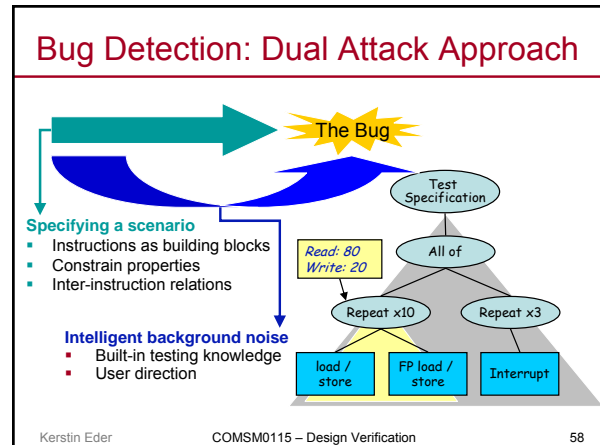 Bug Detection: Dual Attack Approach
The Bug
Test
Specification
Specifying a scenario
▪ Instructions as building blocks
▪ Constrain properties
▪ Inter-instruction relations
Read: 80
Write: 20
All of
Repeat x10
Repeat x3
Intelligent background noise
▪ Built-in testing knowledge
▪ User direction
load /
store
FP load /
store
Interrupt
Kerstin Eder
COMSM0115 – Design Verification
58